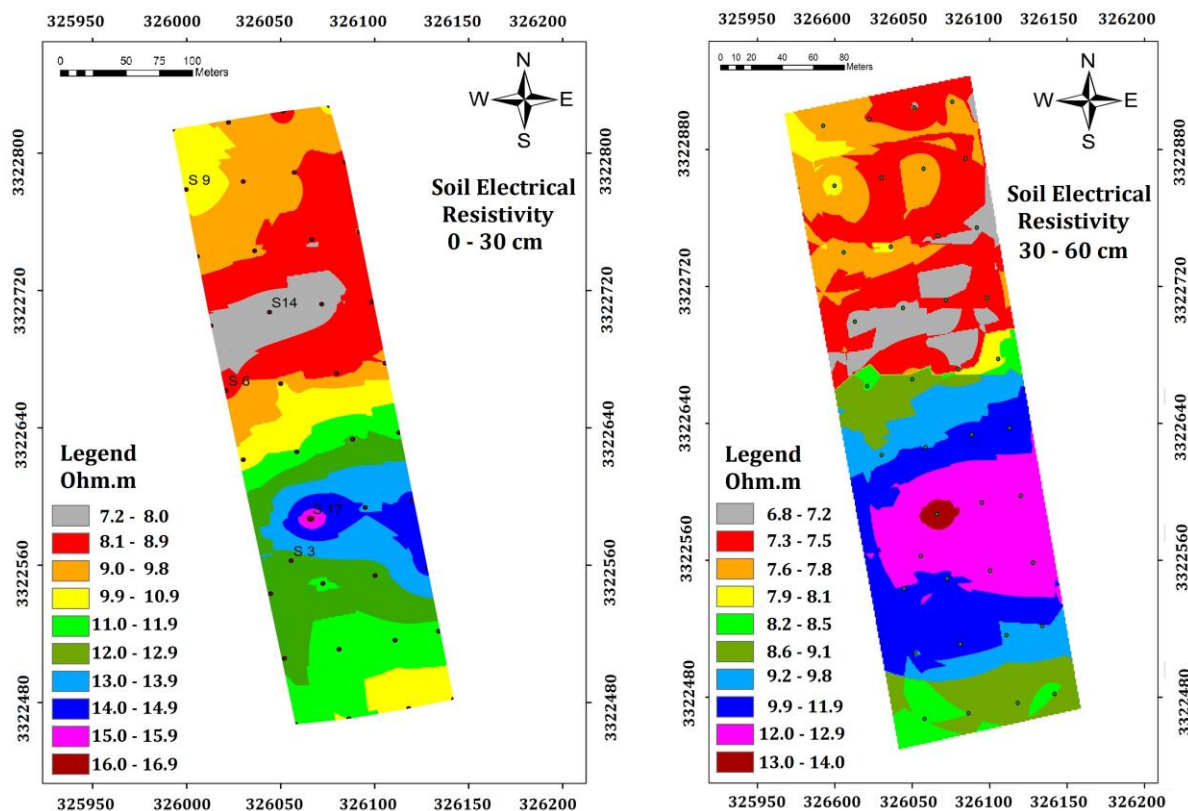 325950 326000 326050 326100 326150 326200
0 50 75 100
Meters
N
W E
S
Soil Electrical
Resistivity
0 - 30 cm
S 9
S14
S 6
S 17
S 3
3322800
3322720
3322640
3322560
3322480
3322800
3322720
3322640
3322560
3322480
Legend
Ohm.m
7.2 - 8.0
8.1 - 8.9
9.0 - 9.8
9.9 - 10.9
11.0 - 11.9
12.0 - 12.9
13.0 - 13.9
14.0 - 14.9
15.0 - 15.9
16.0 - 16.9
325950 326000 326050 326100 326150 326200
325950 326600 326050 326100 326150 326200
0 10 20 40 60 80
Meters
N
W E
S
Soil Electrical
Resistivity
30 - 60 cm
3322880
3322720
3322640
3322560
3322480
3322880
3322720
3322640
3322560
3322480
Legend
Ohm.m
6.8 - 7.2
7.3 - 7.5
7.6 - 7.8
7.9 - 8.1
8.2 - 8.5
8.6 - 9.1
9.2 - 9.8
9.9 - 11.9
12.0 - 12.9
13.0 - 14.0
325950 326600 326050 326100 326150 326200